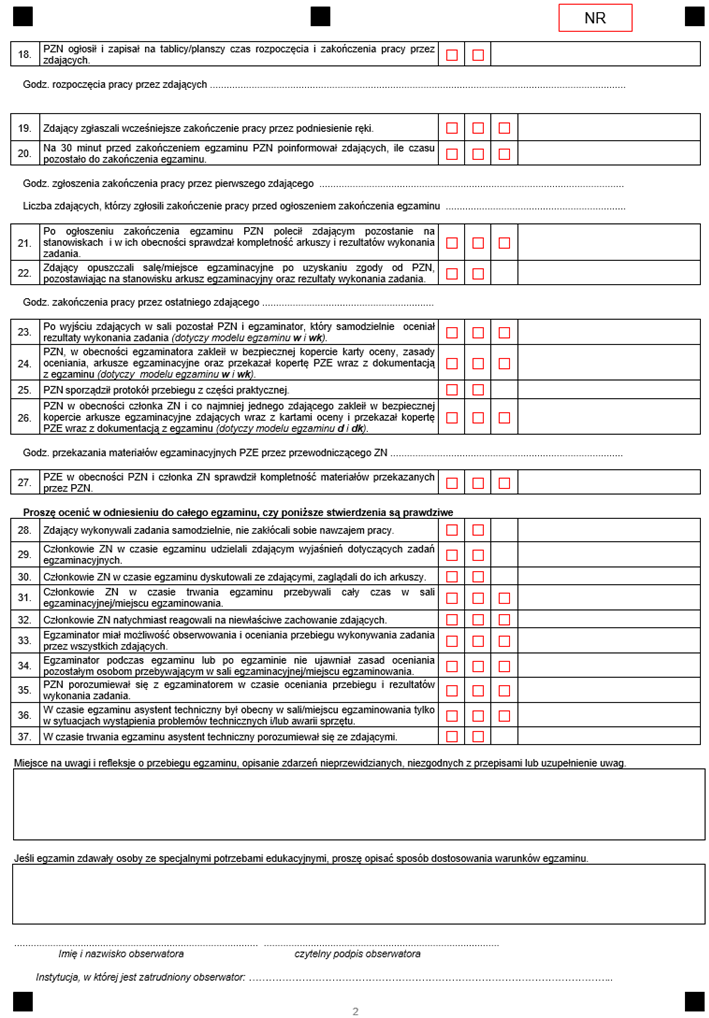 NR
18. PZN ogłosił i zapisał na tablicy/planszy czas rozpoczęcia i zakończenia pracy przez
zdających.
Godz. rozpoczęcia pracy przez zdających ..............................
19. Zdający zgłaszali wcześniejsze zakończenie pracy przez podniesienie ręki.
20. Na 30 minut przed zakończeniem egzaminu PZN poinformował zdających, ile czasu
pozostało do zakończenia egzaminu.
Godz. zgłoszenia zakończenia pracy przez pierwszego zdającego ..............................
Liczba zdających, którzy zgłosili zakończenie pracy przed ogłoszeniem zakończenia egzaminu ..............................
21. Po ogłoszeniu zakończenia egzaminu PZN polecił zdającym pozostanie na
stanowiskach i w ich obecności sprawdzał kompletność arkuszy i rezultatów wykonania
zadania.
22. Zdający opuszczali salę/miejsce egzaminacyjne po uzyskaniu zgody od PZN,
pozostawiając na stanowisku arkusz egzaminacyjny oraz rezultaty wykonania zadania.
Godz. zakończenia pracy przez ostatniego zdającego ..............................
23. Po wyjściu zdających w sali pozostał PZN i egzaminator, który samodzielnie oceniał
rezultaty wykonania zadania (dotyczy modelu egzaminu w i wk).
24. PZN, w obecności egzaminatora zakleił w bezpiecznej kopercie karty oceny, zasady
oceniania, arkusze egzaminacyjne oraz przekazał kopertę PZE wraz z dokumentacją
z egzaminu (dotyczy modelu egzaminu w i wk).
25. PZN sporządził protokół przebiegu z części praktycznej.
26. PZN w obecności członka ZN i co najmniej jednego zdającego zakleił w bezpiecznej
kopercie arkusze egzaminacyjne zdających wraz z kartami oceny i przekazał kopertę
PZE wraz z dokumentacją z egzaminu (dotyczy modelu egzaminu d i dk).
Godz. przekazania materiałów egzaminacyjnych PZE przez przewodniczącego ZN ..............................
27. PZE w obecności PZN i członka ZN sprawdził kompletność materiałów przekazanych
przez PZN.
Proszę ocenić w odniesieniu do całego egzaminu, czy poniższe stwierdzenia są prawdziwe
28. Zdający wykonywali zadania samodzielnie, nie zakłócali sobie nawzajem pracy.
29. Członkowie ZN w czasie egzaminu udzielali zdającym wyjaśnień dotyczących zadań
egzaminacyjnych.
30. Członkowie ZN w czasie egzaminu dyskutowali ze zdającymi, zaglądali do ich arkuszy.
31. Członkowie ZN w czasie trwania egzaminu przebywali cały czas w sali
egzaminacyjnej/miejscu egzaminowania.
32. Członkowie ZN natychmiast reagowali na niewłaściwe zachowanie zdających.
33. Egzaminator miał możliwość obserwowania i oceniania przebiegu wykonywania zadania
przez wszystkich zdających.
34. Egzaminator podczas egzaminu lub po egzaminie nie ujawniał zasad oceniania
pozostałym osobom przebywającym w sali egzaminacyjnej/miejscu egzaminowania.
35. PZN porozumiewał się z egzaminatorem w czasie oceniania przebiegu i rezultatów
wykonania zadania.
36. W czasie egzaminu asystent techniczny był obecny w sali/miejscu egzaminowania tylko
w sytuacjach wystąpienia problemów technicznych i/lub awarii sprzętu.
37. W czasie trwania egzaminu asystent techniczny porozumiewał się ze zdającymi.
Miejsce na uwagi i refleksje o przebiegu egzaminu, opisanie zdarzeń nieprzewidzianych, niezgodnych z przepisami lub uzupełnienie uwag.
Jeśli egzamin zdawały osoby ze specjalnymi potrzebami edukacyjnymi, proszę opisać sposób dostosowania warunków egzaminu.
.............................. ..............................
Imię i nazwisko obserwatora czytelny podpis obserwatora
Instytucja, w której jest zatrudniony obserwator: ..............................
2